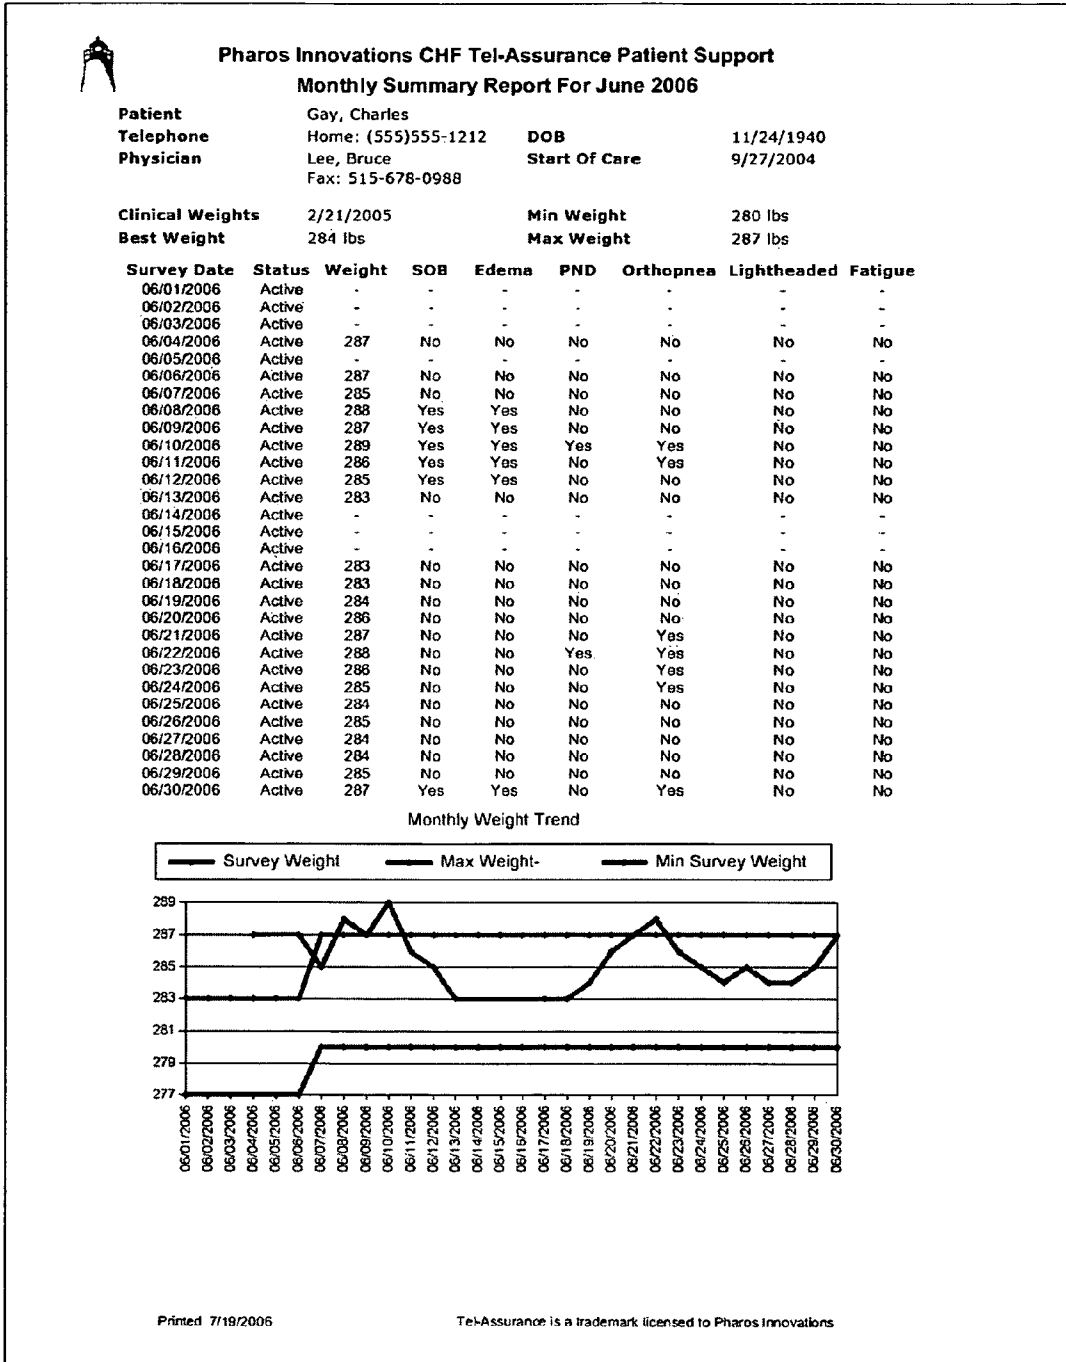 Pharos Innovations CHF Tel-Assurance Patient Support
Monthly Summary Report For June 2006
Patient Gay, Charles
Telephone Home: (555)555-1212 DOB 11/24/1940
Physician Lee, Bruce Start Of Care 9/27/2004
Fax: 515-678-0988
Clinical Weights 2/21/2005 Min Weight 280 lbs
Best Weight 284 lbs Max Weight 287 lbs
Survey Date Status Weight SOB Edema PND Orthopnea Lightheaded Fatigue
06/01/2006 Active - - - - - - -
06/02/2006 Active - - - - - - -
06/03/2006 Active - - - - - - -
06/04/2006 Active 287 No No No No No No
06/05/2006 Active - - - - - - -
06/06/2006 Active 287 No No No No No No
06/07/2006 Active 285 No No No No No No
06/08/2006 Active 288 Yes Yes No No No No
06/09/2006 Active 287 Yes Yes No No No No
06/10/2006 Active 289 Yes Yes Yes Yes No No
06/11/2006 Active 286 Yes Yes No Yes No No
06/12/2006 Active 285 Yes Yes No No No No
06/13/2006 Active 283 No No No No No No
06/14/2006 Active - - - - - - -
06/15/2006 Active - - - - - - -
06/16/2006 Active - - - - - - -
06/17/2006 Active 283 No No No No No No
06/18/2006 Active 283 No No No No No No
06/19/2006 Active 284 No No No No No No
06/20/2006 Active 286 No No No No No No
06/21/2006 Active 287 No No No Yes No No
06/22/2006 Active 288 No No Yes Yes No No
06/23/2006 Active 286 No No No Yes No No
06/24/2006 Active 285 No No No Yes No No
06/25/2006 Active 284 No No No No No No
06/26/2006 Active 285 No No No No No No
06/27/2006 Active 284 No No No No No No
06/28/2006 Active 284 No No No No No No
06/29/2006 Active 285 No No No No No No
06/30/2006 Active 287 Yes Yes No Yes No No
Monthly Weight Trend
Survey Weight Max Weight- Min Survey Weight
289
287
285
283
281
279
277
06/01/2006
06/02/2006
06/03/2006
06/04/2006
06/05/2006
06/06/2006
06/07/2006
06/08/2006
06/09/2006
06/10/2006
06/11/2006
06/12/2006
06/13/2006
06/14/2006
06/15/2006
06/16/2006
06/17/2006
06/18/2006
06/19/2006
06/20/2006
06/21/2006
06/22/2006
06/23/2006
06/24/2006
06/25/2006
06/26/2006
06/27/2006
06/28/2006
06/29/2006
06/30/2006
Printed 7/19/2006 Tel-Assurance is a trademark licensed to Pharos Innovations